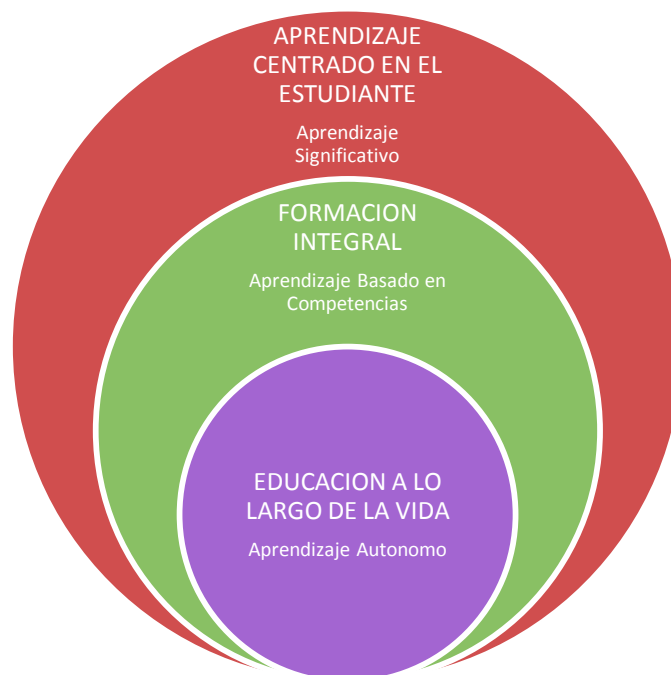 APRENDIZAJE
CENTRADO EN EL
ESTUDIANTE
Aprendizaje
Significativo
FORMACION
INTEGRAL
Aprendizaje Basado en
Competencias
EDUCACION A LO
LARGO DE LA VIDA
Aprendizaje Autonomo